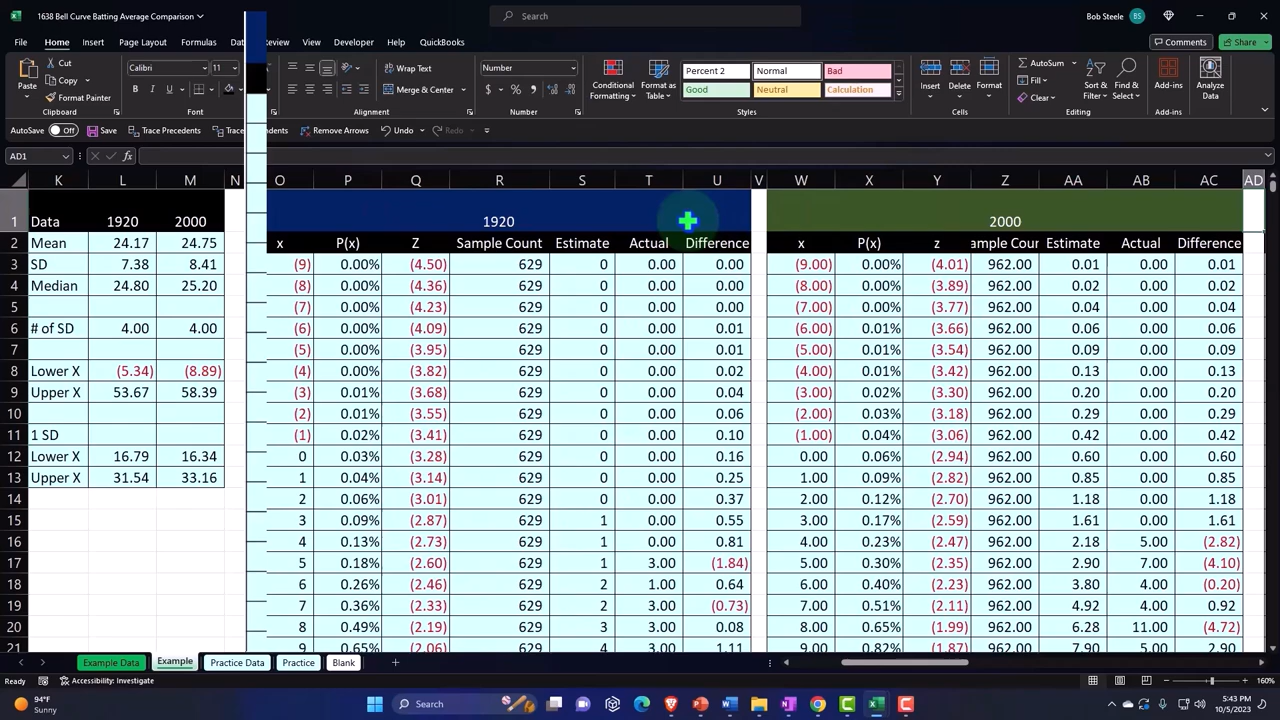 1638 Bell Curve Batting Average Comparison
Search
Bob Steele BS
File Home Insert Page Layout Formulas Dat Review View Developer Help QuickBooks
Comments Share
Paste Cut Copy Format Painter
Clipboard
Calibri 11
B I U
Font
Wrap Text
Merge & Center
Alignment
Number
$ % ,
Number
Conditional Formatting Format as Table
Percent 2 Normal Bad
Good Neutral Calculation
Styles
Insert Delete Format
Cells
AutoSum Fill Clear
Sort & Filter Find & Select
Editing
Add-ins
Add-ins
Analyze Data
AutoSave Off Save Trace Precedents Remove Arrows Undo Redo
AD1 fx
K L M N O P Q R S T U V W X Y Z AA AB AC AD
1 Data 1920 2000 1920 2000
2 Mean 24.17 24.75 x P(x) Z Sample Count Estimate Actual Difference x P(x) z ample Cour Estimate Actual Difference
3 SD 7.38 8.41 (9) 0.00% (4.50) 629 0 0.00 0.00 (9.00) 0.00% (4.01) 962.00 0.01 0.00 0.01
4 Median 24.80 25.20 (8) 0.00% (4.36) 629 0 0.00 0.00 (8.00) 0.00% (3.89) 962.00 0.02 0.00 0.02
5 (7) 0.00% (4.23) 629 0 0.00 0.00 (7.00) 0.00% (3.77) 962.00 0.04 0.00 0.04
6 # of SD 4.00 4.00 (6) 0.00% (4.09) 629 0 0.00 0.01 (6.00) 0.01% (3.66) 962.00 0.06 0.00 0.06
7 (5) 0.00% (3.95) 629 0 0.00 0.01 (5.00) 0.01% (3.54) 962.00 0.09 0.00 0.09
8 Lower X (5.34) (8.89) (4) 0.00% (3.82) 629 0 0.00 0.02 (4.00) 0.01% (3.42) 962.00 0.13 0.00 0.13
9 Upper X 53.67 58.39 (3) 0.01% (3.68) 629 0 0.00 0.04 (3.00) 0.02% (3.30) 962.00 0.20 0.00 0.20
10 (2) 0.01% (3.55) 629 0 0.00 0.06 (2.00) 0.03% (3.18) 962.00 0.29 0.00 0.29
11 1 SD (1) 0.02% (3.41) 629 0 0.00 0.10 (1.00) 0.04% (3.06) 962.00 0.42 0.00 0.42
12 Lower X 16.79 16.34 0 0.03% (3.28) 629 0 0.00 0.16 0.00 0.06% (2.94) 962.00 0.60 0.00 0.60
13 Upper X 31.54 33.16 1 0.04% (3.14) 629 0 0.00 0.25 1.00 0.09% (2.82) 962.00 0.85 0.00 0.85
14 2 0.06% (3.01) 629 0 0.00 0.37 2.00 0.12% (2.70) 962.00 1.18 0.00 1.18
15 3 0.09% (2.87) 629 1 0.00 0.55 3.00 0.17% (2.59) 962.00 1.61 0.00 1.61
16 4 0.13% (2.73) 629 1 0.00 0.81 4.00 0.23% (2.47) 962.00 2.18 5.00 (2.82)
17 5 0.18% (2.60) 629 1 3.00 (1.84) 5.00 0.30% (2.35) 962.00 2.90 7.00 (4.10)
18 6 0.26% (2.46) 629 2 1.00 0.64 6.00 0.40% (2.23) 962.00 3.80 4.00 (0.20)
19 7 0.36% (2.33) 629 2 3.00 (0.73) 7.00 0.51% (2.11) 962.00 4.92 4.00 0.92
20 8 0.49% (2.19) 629 3 3.00 0.08 8.00 0.65% (1.99) 962.00 6.28 11.00 (4.72)
21 9 0.65% (2.06) 629 4 3.00 1.11 9.00 0.82% (1.87) 962.00 7.90 5.00 2.90
Example Data Example Practice Data Practice Blank
Ready Accessibility: Investigate 160%
94°F
Sunny
Search
5:43 PM
10/5/2023